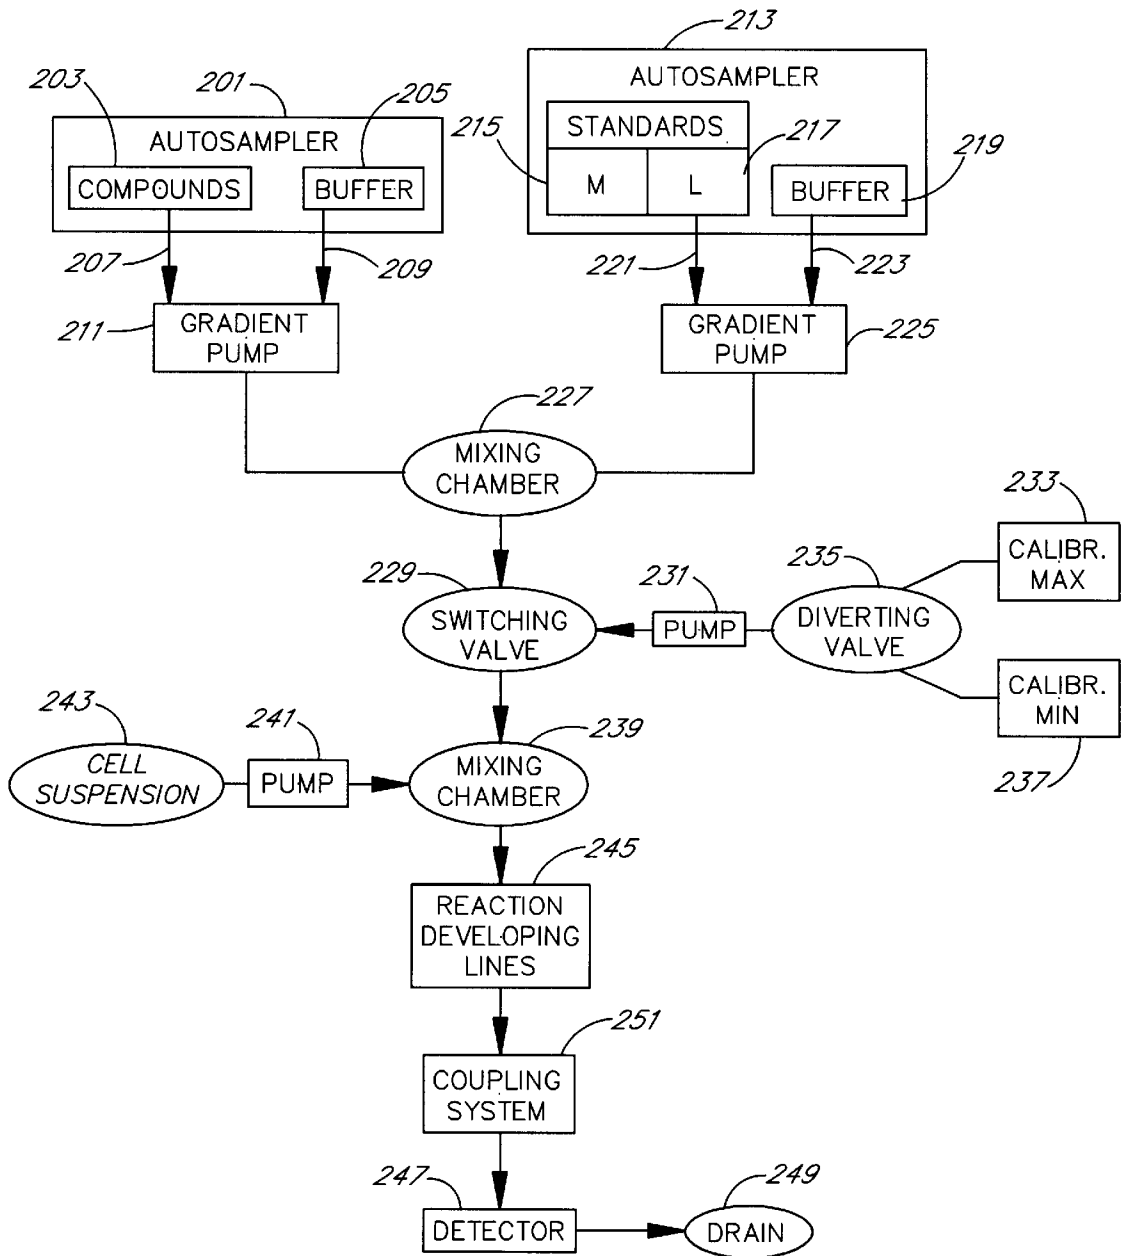 213
203
201
205
AUTOSAMPLER
AUTOSAMPLER
215
STANDARDS
217
219
COMPOUNDS
BUFFER
M
L
BUFFER
207
209
221
223
211
GRADIENT
PUMP
GRADIENT
PUMP
225
227
MIXING
CHAMBER
233
229
231
235
CALIBR.
MAX
SWITCHING
VALVE
PUMP
DIVERTING
VALVE
243
241
239
CALIBR.
MIN
CELL
SUSPENSION
PUMP
MIXING
CHAMBER
237
245
REACTION
DEVELOPING
LINES
251
COUPLING
SYSTEM
247
249
DETECTOR
DRAIN